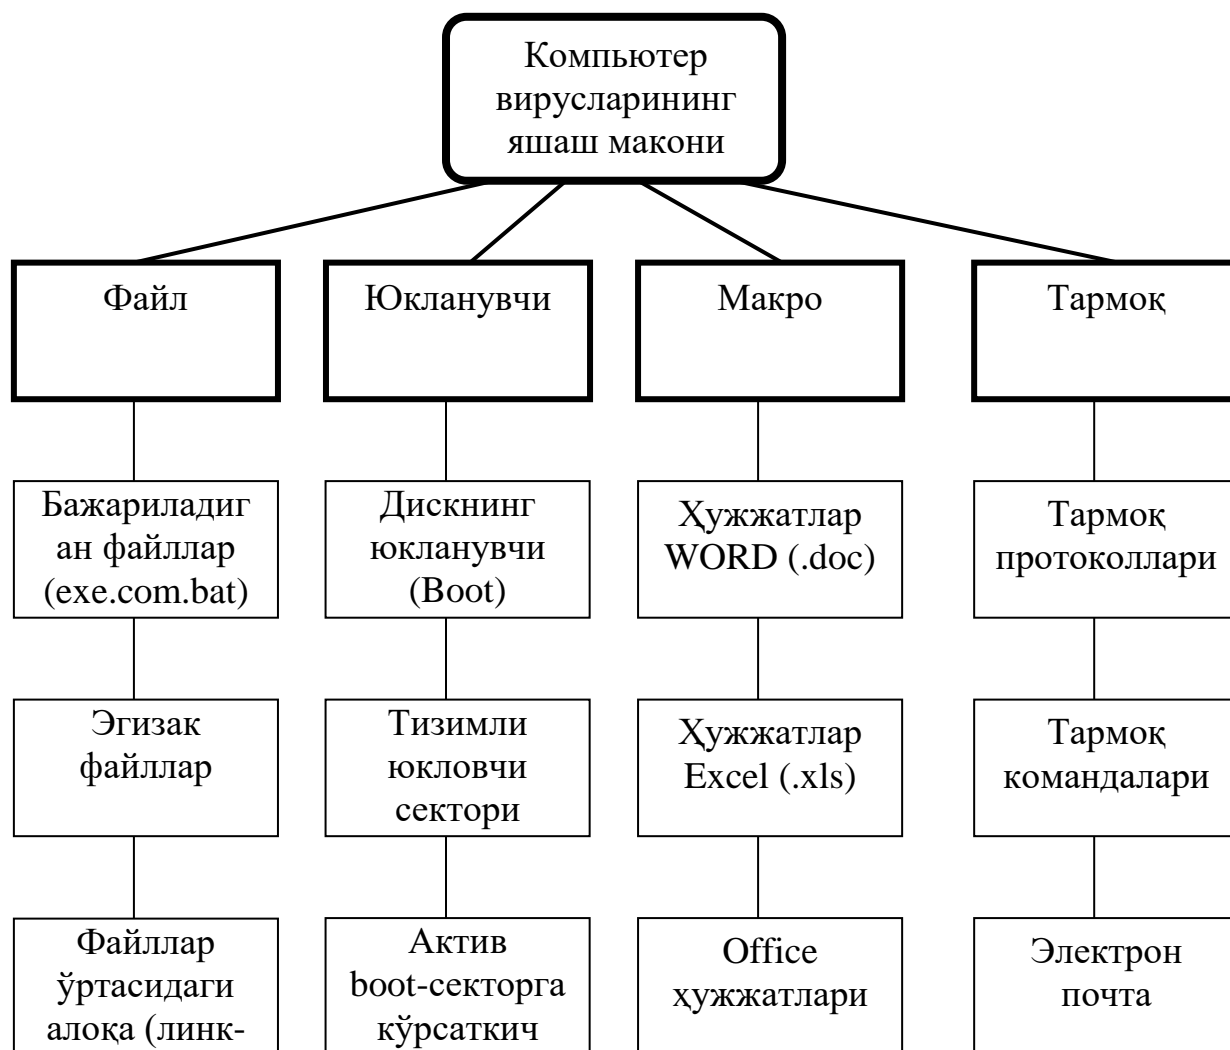 Компьютер
вирусларининг
яшаш макони
Файл
Юкланувчи
Макро
Тармоқ
Бажариладиг
ан файллар
(exe.com.bat)
Дискнинг
юкланувчи
(Boot)
Ҳужжатлар
WORD (.doc)
Тармоқ
протоколлари
Эгизак
файллар
Тизимли
юкловчи
сектори
Ҳужжатлар
Excel (.xls)
Тармоқ
командалари
Файллар
ўртасидаги
алоқа (линк-
Актив
boot-секторга
кўрсаткич
Office
ҳужжатлари
Электрон
почта